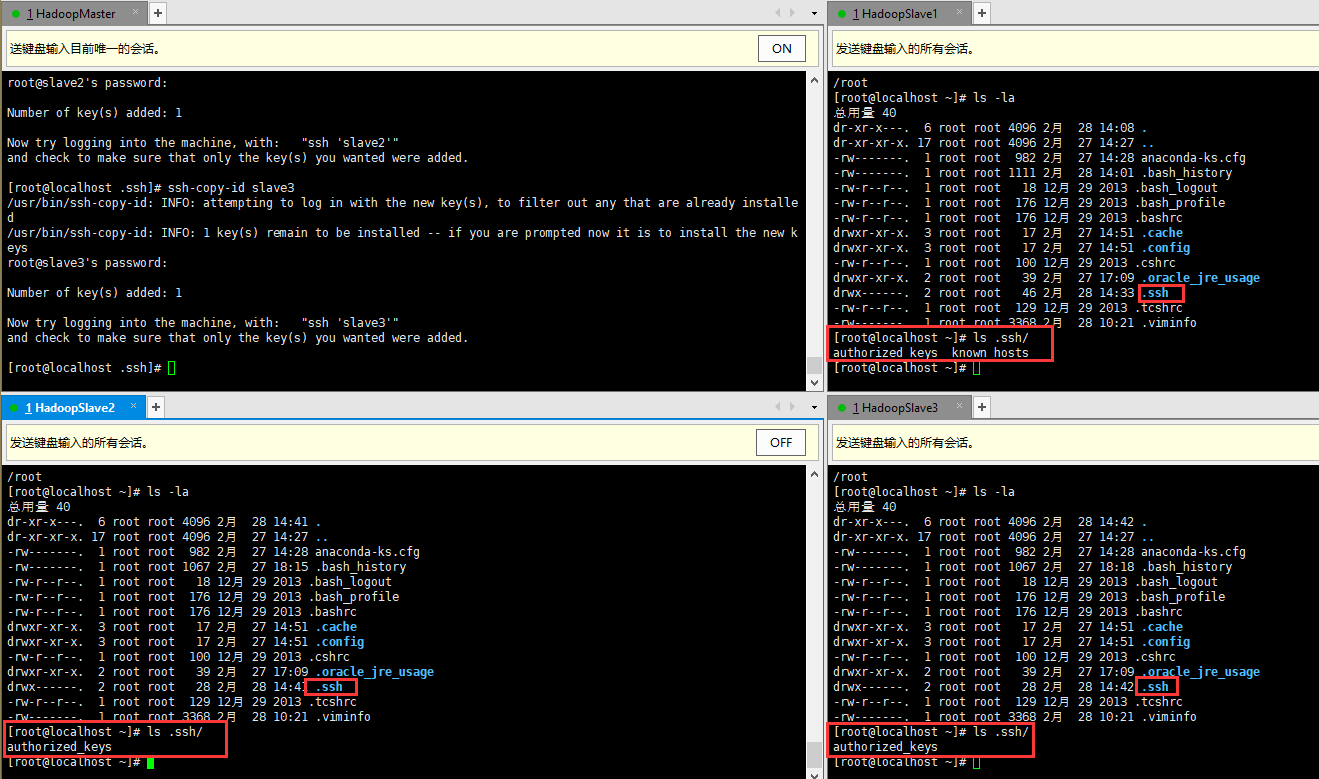 1 HadoopMaster × +
送键盘输入目前唯一的会话。 ON
root@slave2's password:
Number of key(s) added: 1
Now try logging into the machine, with:   "ssh 'slave2'"
and check to make sure that only the key(s) you wanted were added.
[root@localhost .ssh]# ssh-copy-id slave3
/usr/bin/ssh-copy-id: INFO: attempting to log in with the new key(s), to filter out any that are already installe
d
/usr/bin/ssh-copy-id: INFO: 1 key(s) remain to be installed -- if you are prompted now it is to install the new k
eys
root@slave3's password:
Number of key(s) added: 1
Now try logging into the machine, with:   "ssh 'slave3'"
and check to make sure that only the key(s) you wanted were added.
[root@localhost .ssh]#
1 HadoopSlave1 × +
发送键盘输入的所有会话。
/root
[root@localhost ~]# ls -la
总用量 40
dr-xr-x---.  6 root root 4096 2月  28 14:08 .
dr-xr-xr-x. 17 root root 4096 2月  27 14:27 ..
-rw-------.  1 root root  982 2月  27 14:28 anaconda-ks.cfg
-rw-------.  1 root root 1111 2月  28 14:01 .bash_history
-rw-r--r--.  1 root root   18 12月 29 2013 .bash_logout
-rw-r--r--.  1 root root  176 12月 29 2013 .bash_profile
-rw-r--r--.  1 root root  176 12月 29 2013 .bashrc
drwxr-xr-x.  3 root root   17 2月  27 14:51 .cache
drwxr-xr-x.  3 root root   17 2月  27 14:51 .config
-rw-r--r--.  1 root root  100 12月 29 2013 .cshrc
drwxr-xr-x.  2 root root   39 2月  27 17:09 .oracle_jre_usage
drwx------.  2 root root   46 2月  28 14:33 .ssh
-rw-r--r--.  1 root root  129 12月 29 2013 .tcshrc
-rw-------.  1 root root 3368 2月  28 10:21 .viminfo
[root@localhost ~]# ls .ssh/
authorized_keys  known_hosts
[root@localhost ~]#
1 HadoopSlave2 × +
发送键盘输入的所有会话。 OFF
/root
[root@localhost ~]# ls -la
总用量 40
dr-xr-x---.  6 root root 4096 2月  28 14:41 .
dr-xr-xr-x. 17 root root 4096 2月  27 14:27 ..
-rw-------.  1 root root  982 2月  27 14:28 anaconda-ks.cfg
-rw-------.  1 root root 1067 2月  27 18:15 .bash_history
-rw-r--r--.  1 root root   18 12月 29 2013 .bash_logout
-rw-r--r--.  1 root root  176 12月 29 2013 .bash_profile
-rw-r--r--.  1 root root  176 12月 29 2013 .bashrc
drwxr-xr-x.  3 root root   17 2月  27 14:51 .cache
drwxr-xr-x.  3 root root   17 2月  27 14:51 .config
-rw-r--r--.  1 root root  100 12月 29 2013 .cshrc
drwxr-xr-x.  2 root root   39 2月  27 17:09 .oracle_jre_usage
drwx------.  2 root root   28 2月  28 14:41 .ssh
-rw-r--r--.  1 root root  129 12月 29 2013 .tcshrc
-rw-------.  1 root root 3368 2月  28 10:21 .viminfo
[root@localhost ~]# ls .ssh/
authorized_keys
[root@localhost ~]#
1 HadoopSlave3 × +
发送键盘输入的所有会话。
/root
[root@localhost ~]# ls -la
总用量 40
dr-xr-x---.  6 root root 4096 2月  28 14:42 .
dr-xr-xr-x. 17 root root 4096 2月  27 14:27 ..
-rw-------.  1 root root  982 2月  27 14:28 anaconda-ks.cfg
-rw-------.  1 root root 1067 2月  27 18:18 .bash_history
-rw-r--r--.  1 root root   18 12月 29 2013 .bash_logout
-rw-r--r--.  1 root root  176 12月 29 2013 .bash_profile
-rw-r--r--.  1 root root  176 12月 29 2013 .bashrc
drwxr-xr-x.  3 root root   17 2月  27 14:51 .cache
drwxr-xr-x.  3 root root   17 2月  27 14:51 .config
-rw-r--r--.  1 root root  100 12月 29 2013 .cshrc
drwxr-xr-x.  2 root root   39 2月  27 17:09 .oracle_jre_usage
drwx------.  2 root root   28 2月  28 14:42 .ssh
-rw-r--r--.  1 root root  129 12月 29 2013 .tcshrc
-rw-------.  1 root root 3368 2月  28 10:21 .viminfo
[root@localhost ~]# ls .ssh/
authorized_keys
[root@localhost ~]#